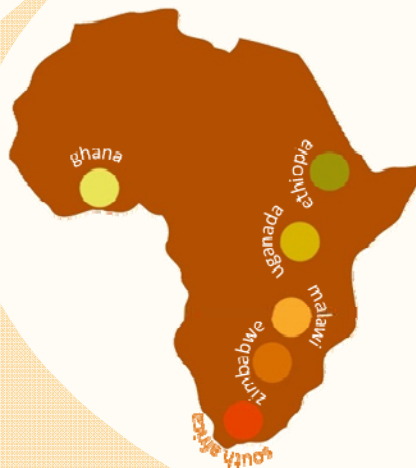 ghana
ethiopia
uganada
malawi
zimbabwe
south africa